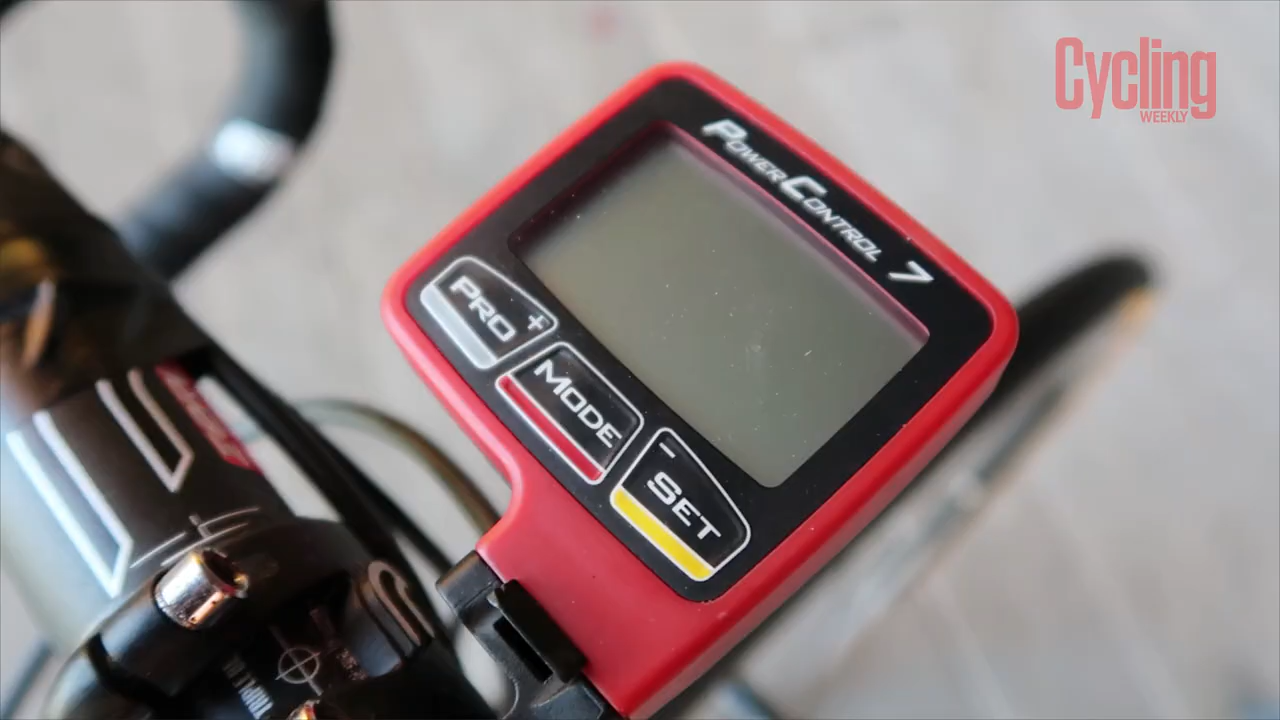 Cycling
WEEKLY
POWERCONTROL 7
PRO +
MODE
- SET